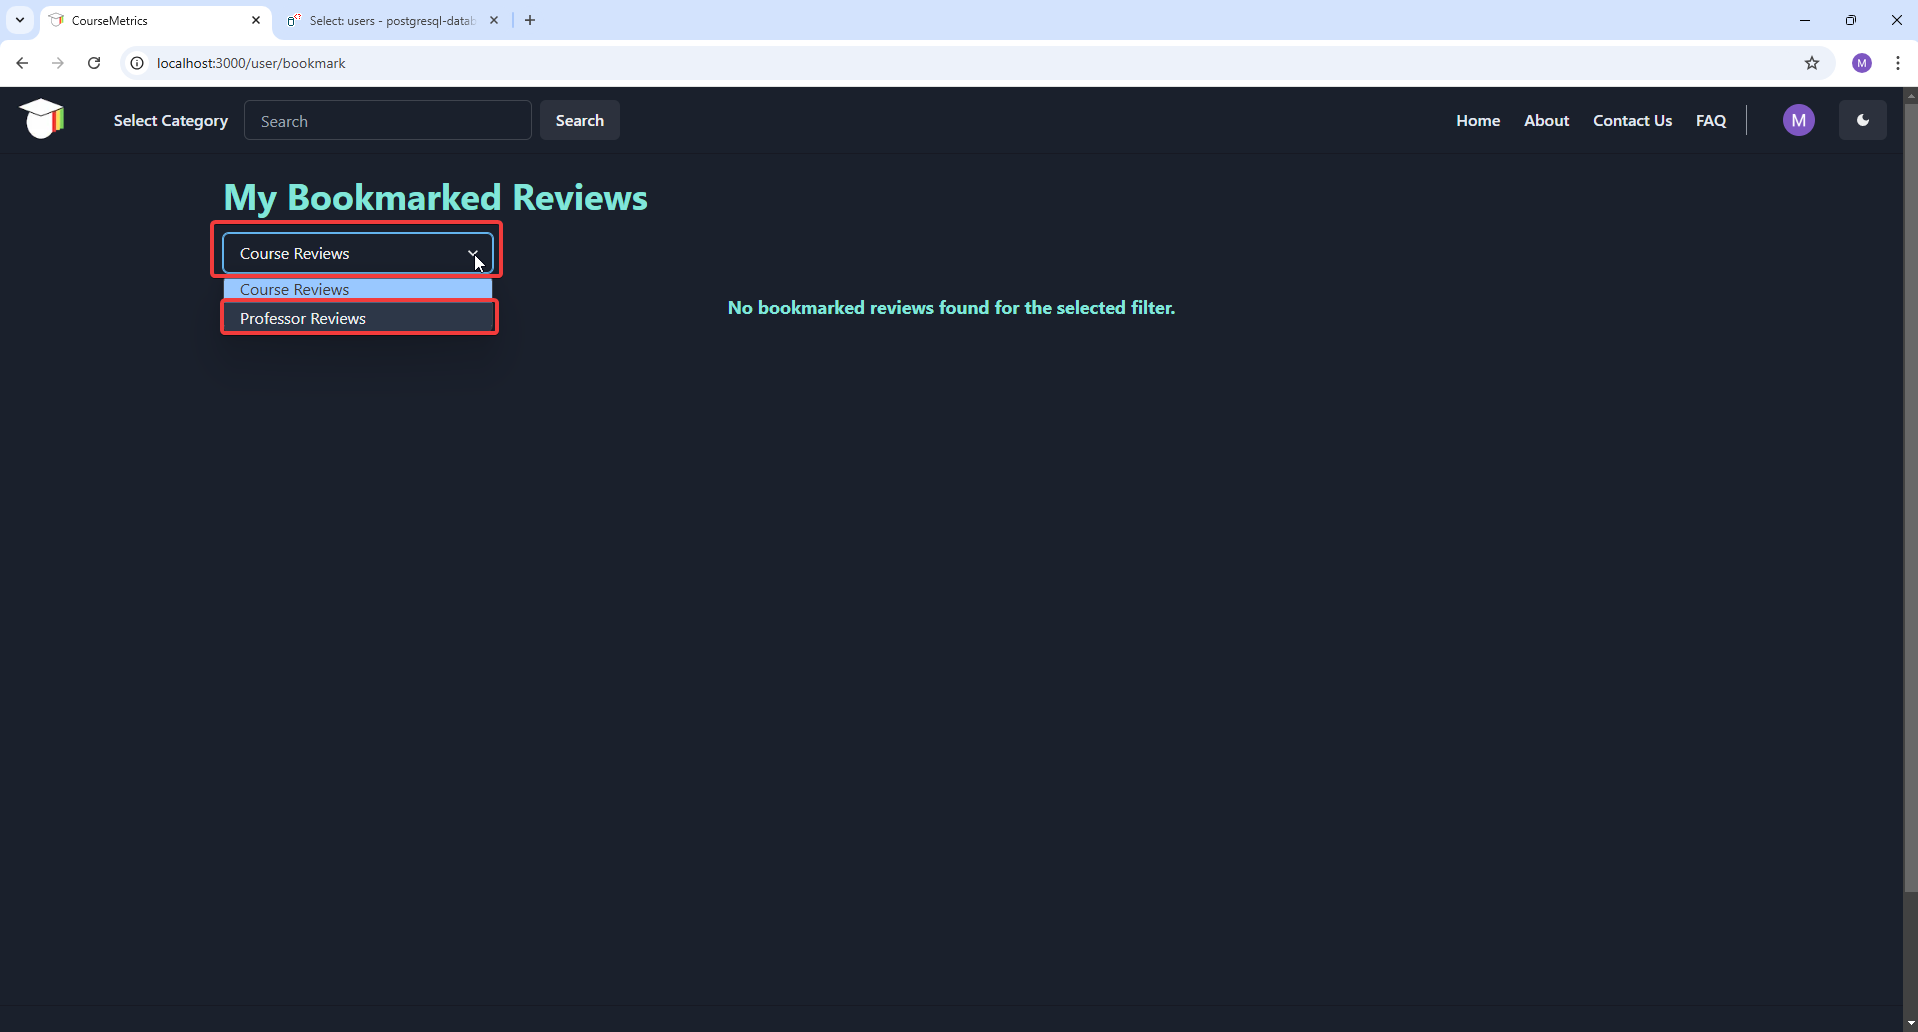 CourseMetrics
Select: users - postgresql-datab
localhost:3000/user/bookmark
M
Select Category
Search
Search
Home
About
Contact Us
FAQ
M
My Bookmarked Reviews
Course Reviews
Course Reviews
Professor Reviews
No bookmarked reviews found for the selected filter.